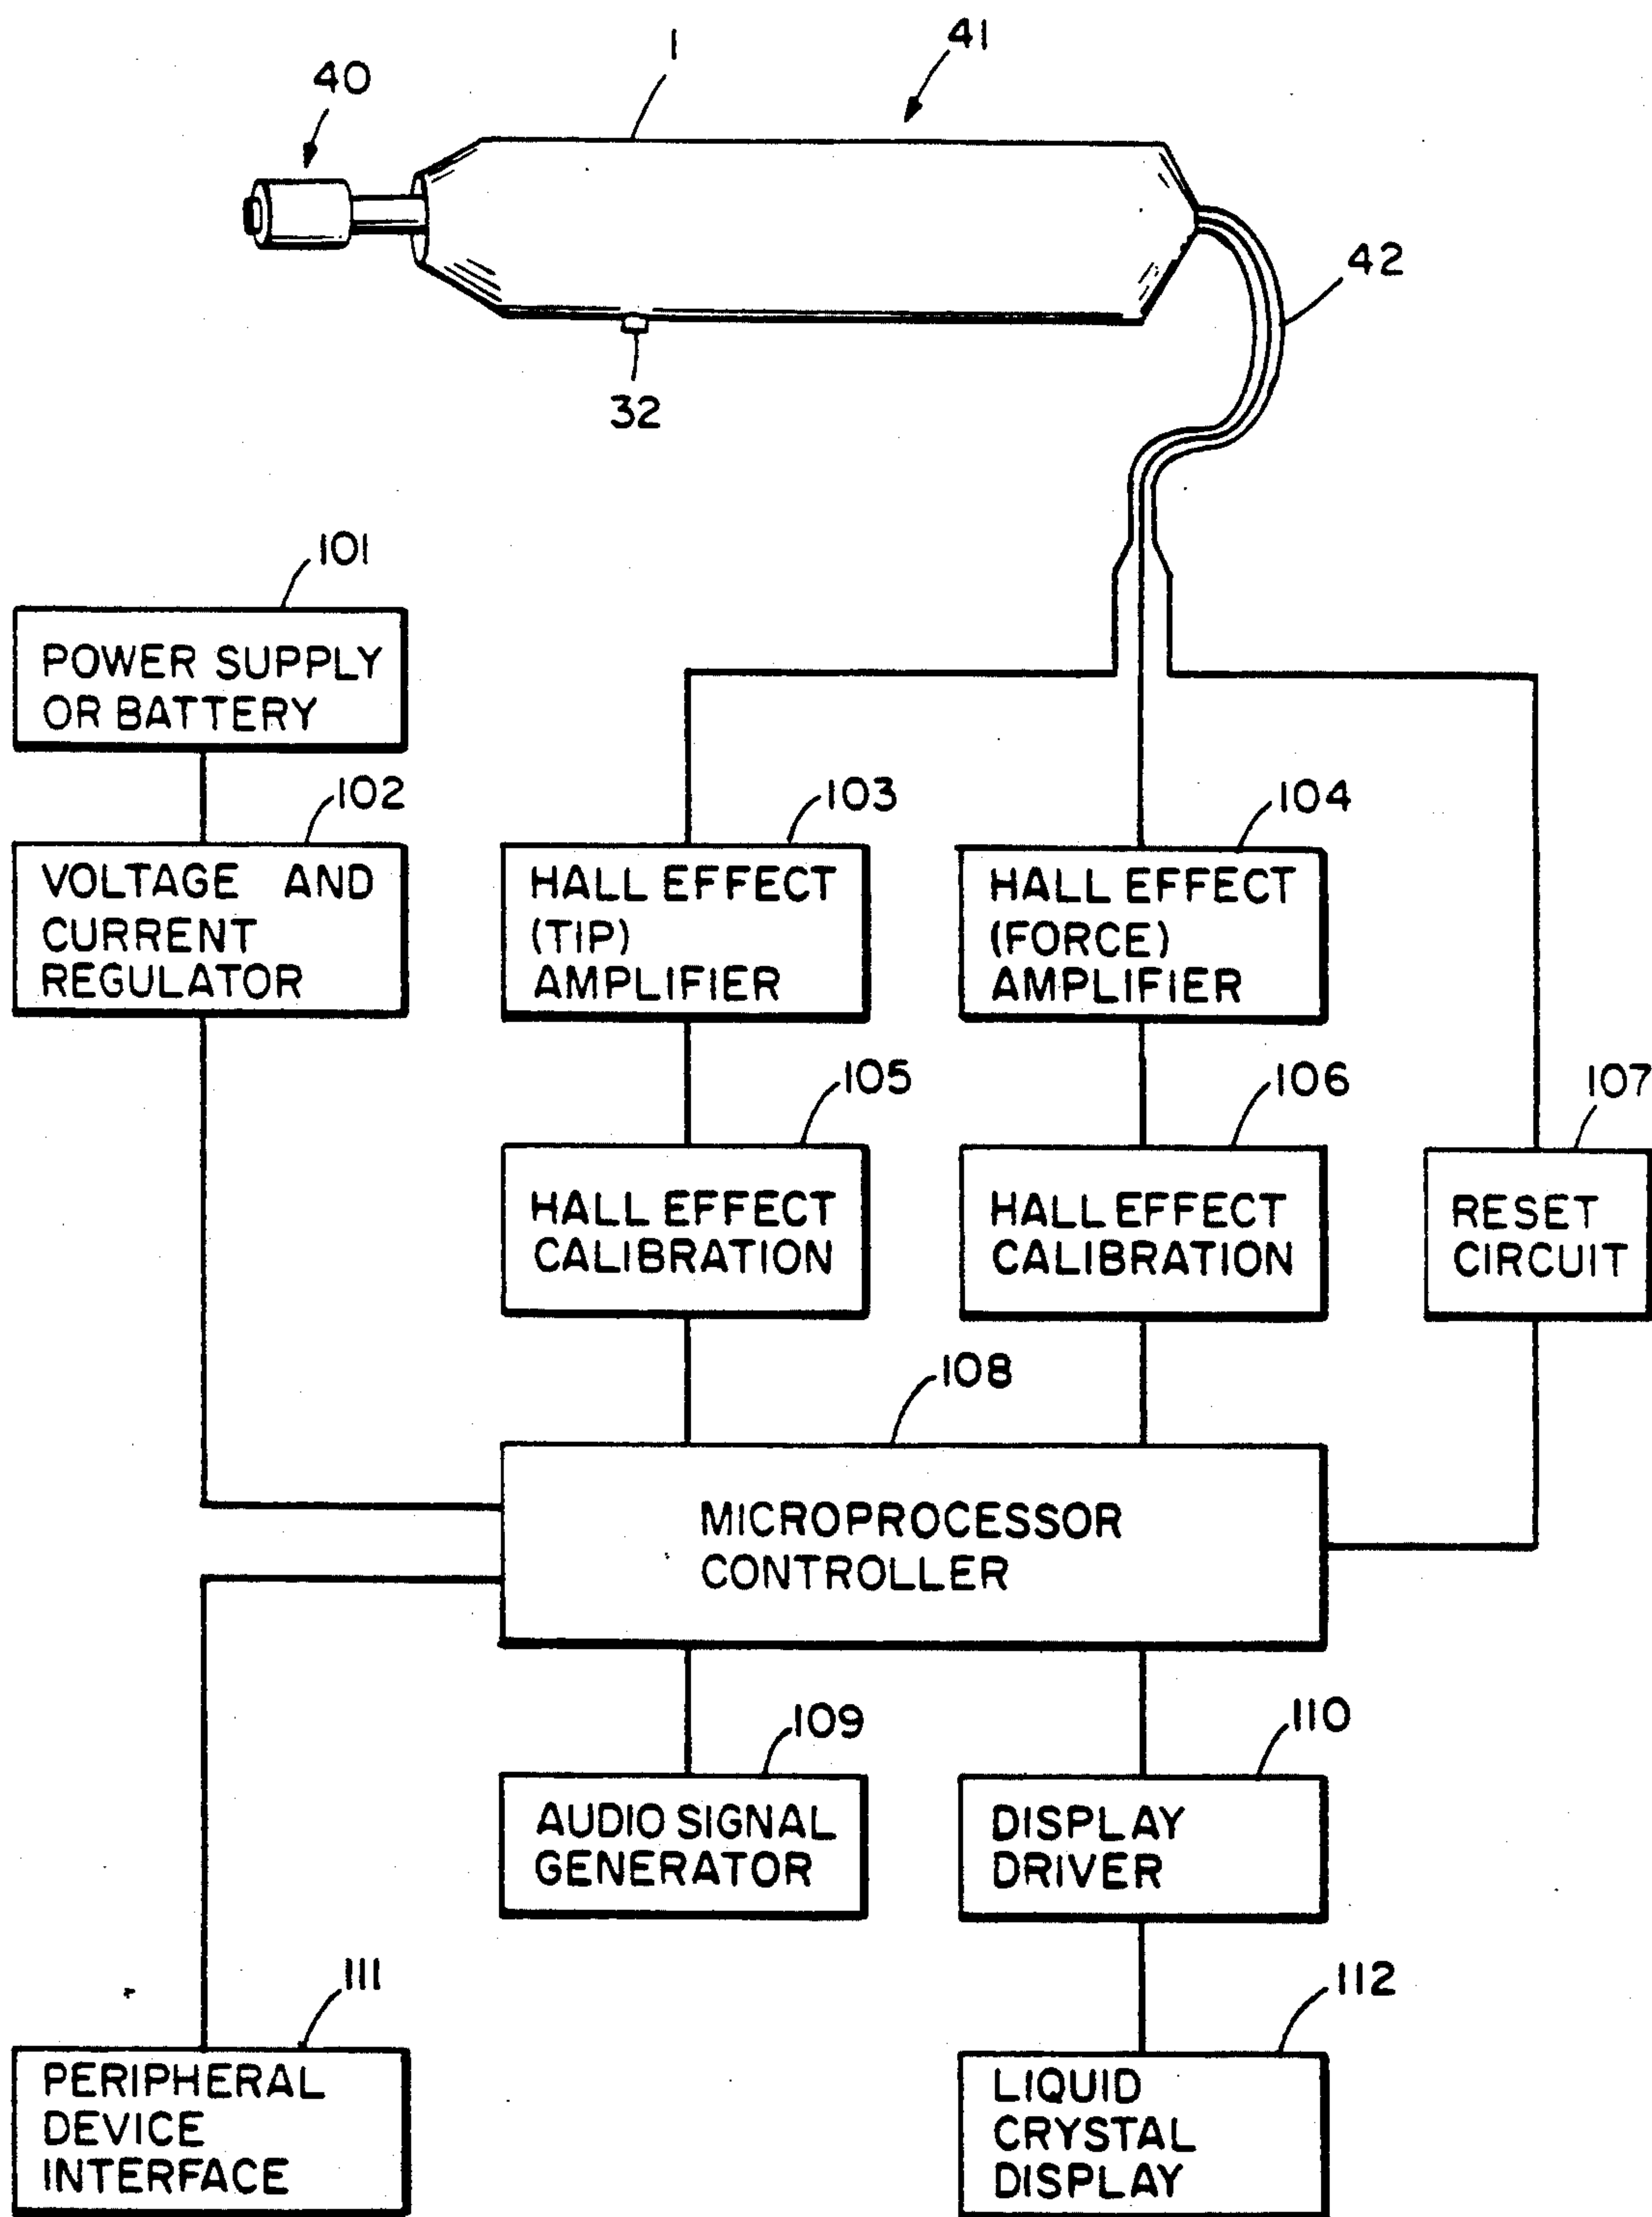 1
41
40
42
32
101
POWER SUPPLY
OR BATTERY
102
VOLTAGE AND
CURRENT
REGULATOR
103
HALL EFFECT
(TIP)
AMPLIFIER
104
HALL EFFECT
(FORCE)
AMPLIFIER
105
HALL EFFECT
CALIBRATION
106
HALL EFFECT
CALIBRATION
107
RESET
CIRCUIT
108
MICROPROCESSOR
CONTROLLER
109
AUDIO SIGNAL
GENERATOR
110
DISPLAY
DRIVER
111
PERIPHERAL
DEVICE
INTERFACE
112
LIQUID
CRYSTAL
DISPLAY